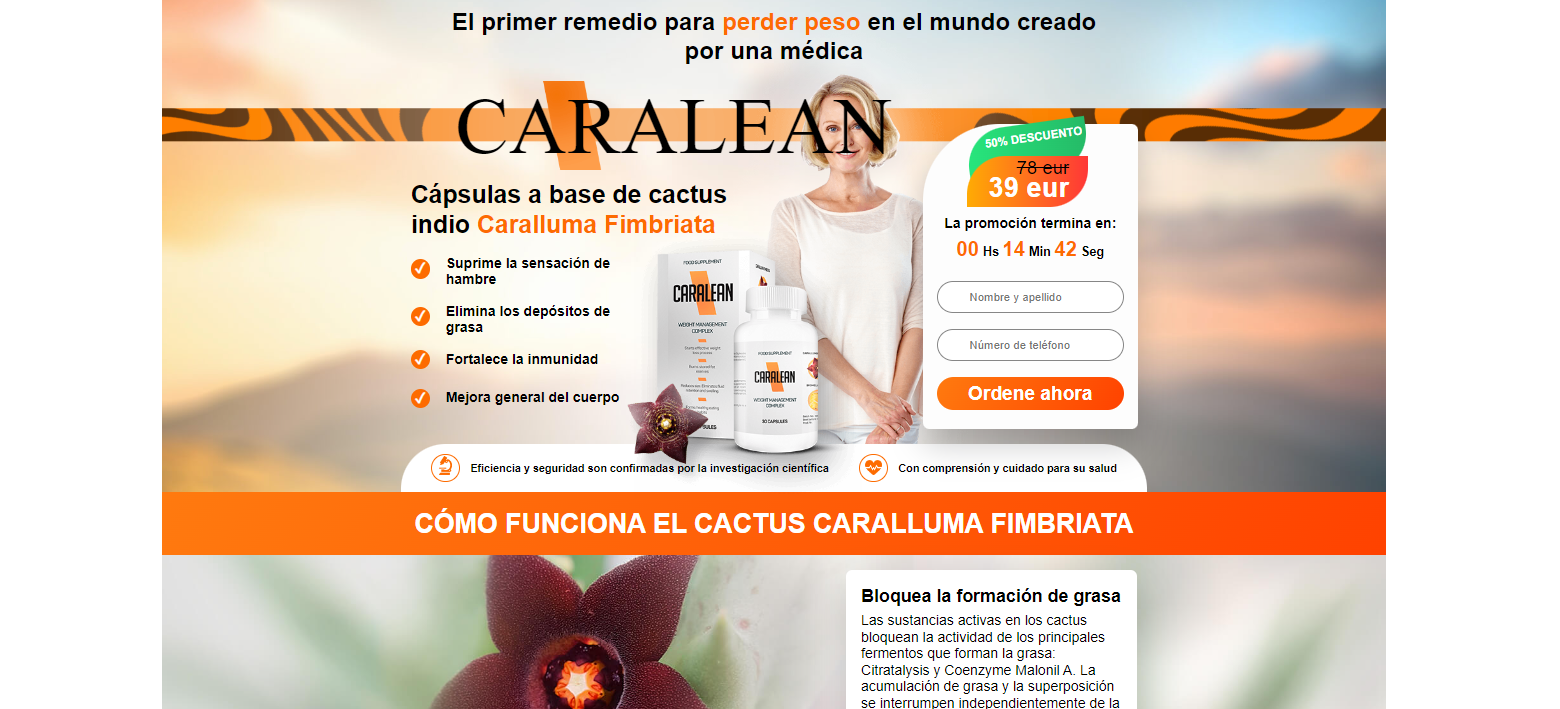 El primer remedio para perder peso en el mundo creado
por una médica
CARALEAN
Cápsulas a base de cactus
indio Caralluma Fimbriata
Suprime la sensación de
hambre
Elimina los depósitos de
grasa
Fortalece la inmunidad
Mejora general del cuerpo
FOOD SUPPLEMENT
CARALEAN
WEIGHT MANAGEMENT
COMPLEX
FOOD SUPPLEMENT
CARALEAN
WEIGHT MANAGEMENT
COMPLEX
30 CAPSULES
50% DESCUENTO
78 eur
39 eur
La promoción termina en:
00 Hs 14 Min 42 Seg
Nombre y apellido
Número de teléfono
Ordene ahora
Eficiencia y seguridad son confirmadas por la investigación científica
Con comprensión y cuidado para su salud
CÓMO FUNCIONA EL CACTUS CARALLUMA FIMBRIATA
Bloquea la formación de grasa
Las sustancias activas en los cactus
bloquean la actividad de los principales
fermentos que forman la grasa:
Citratalysis y Coenzyme Malonil A. La
acumulación de grasa y la superposición
se interrumpen independientemente de la